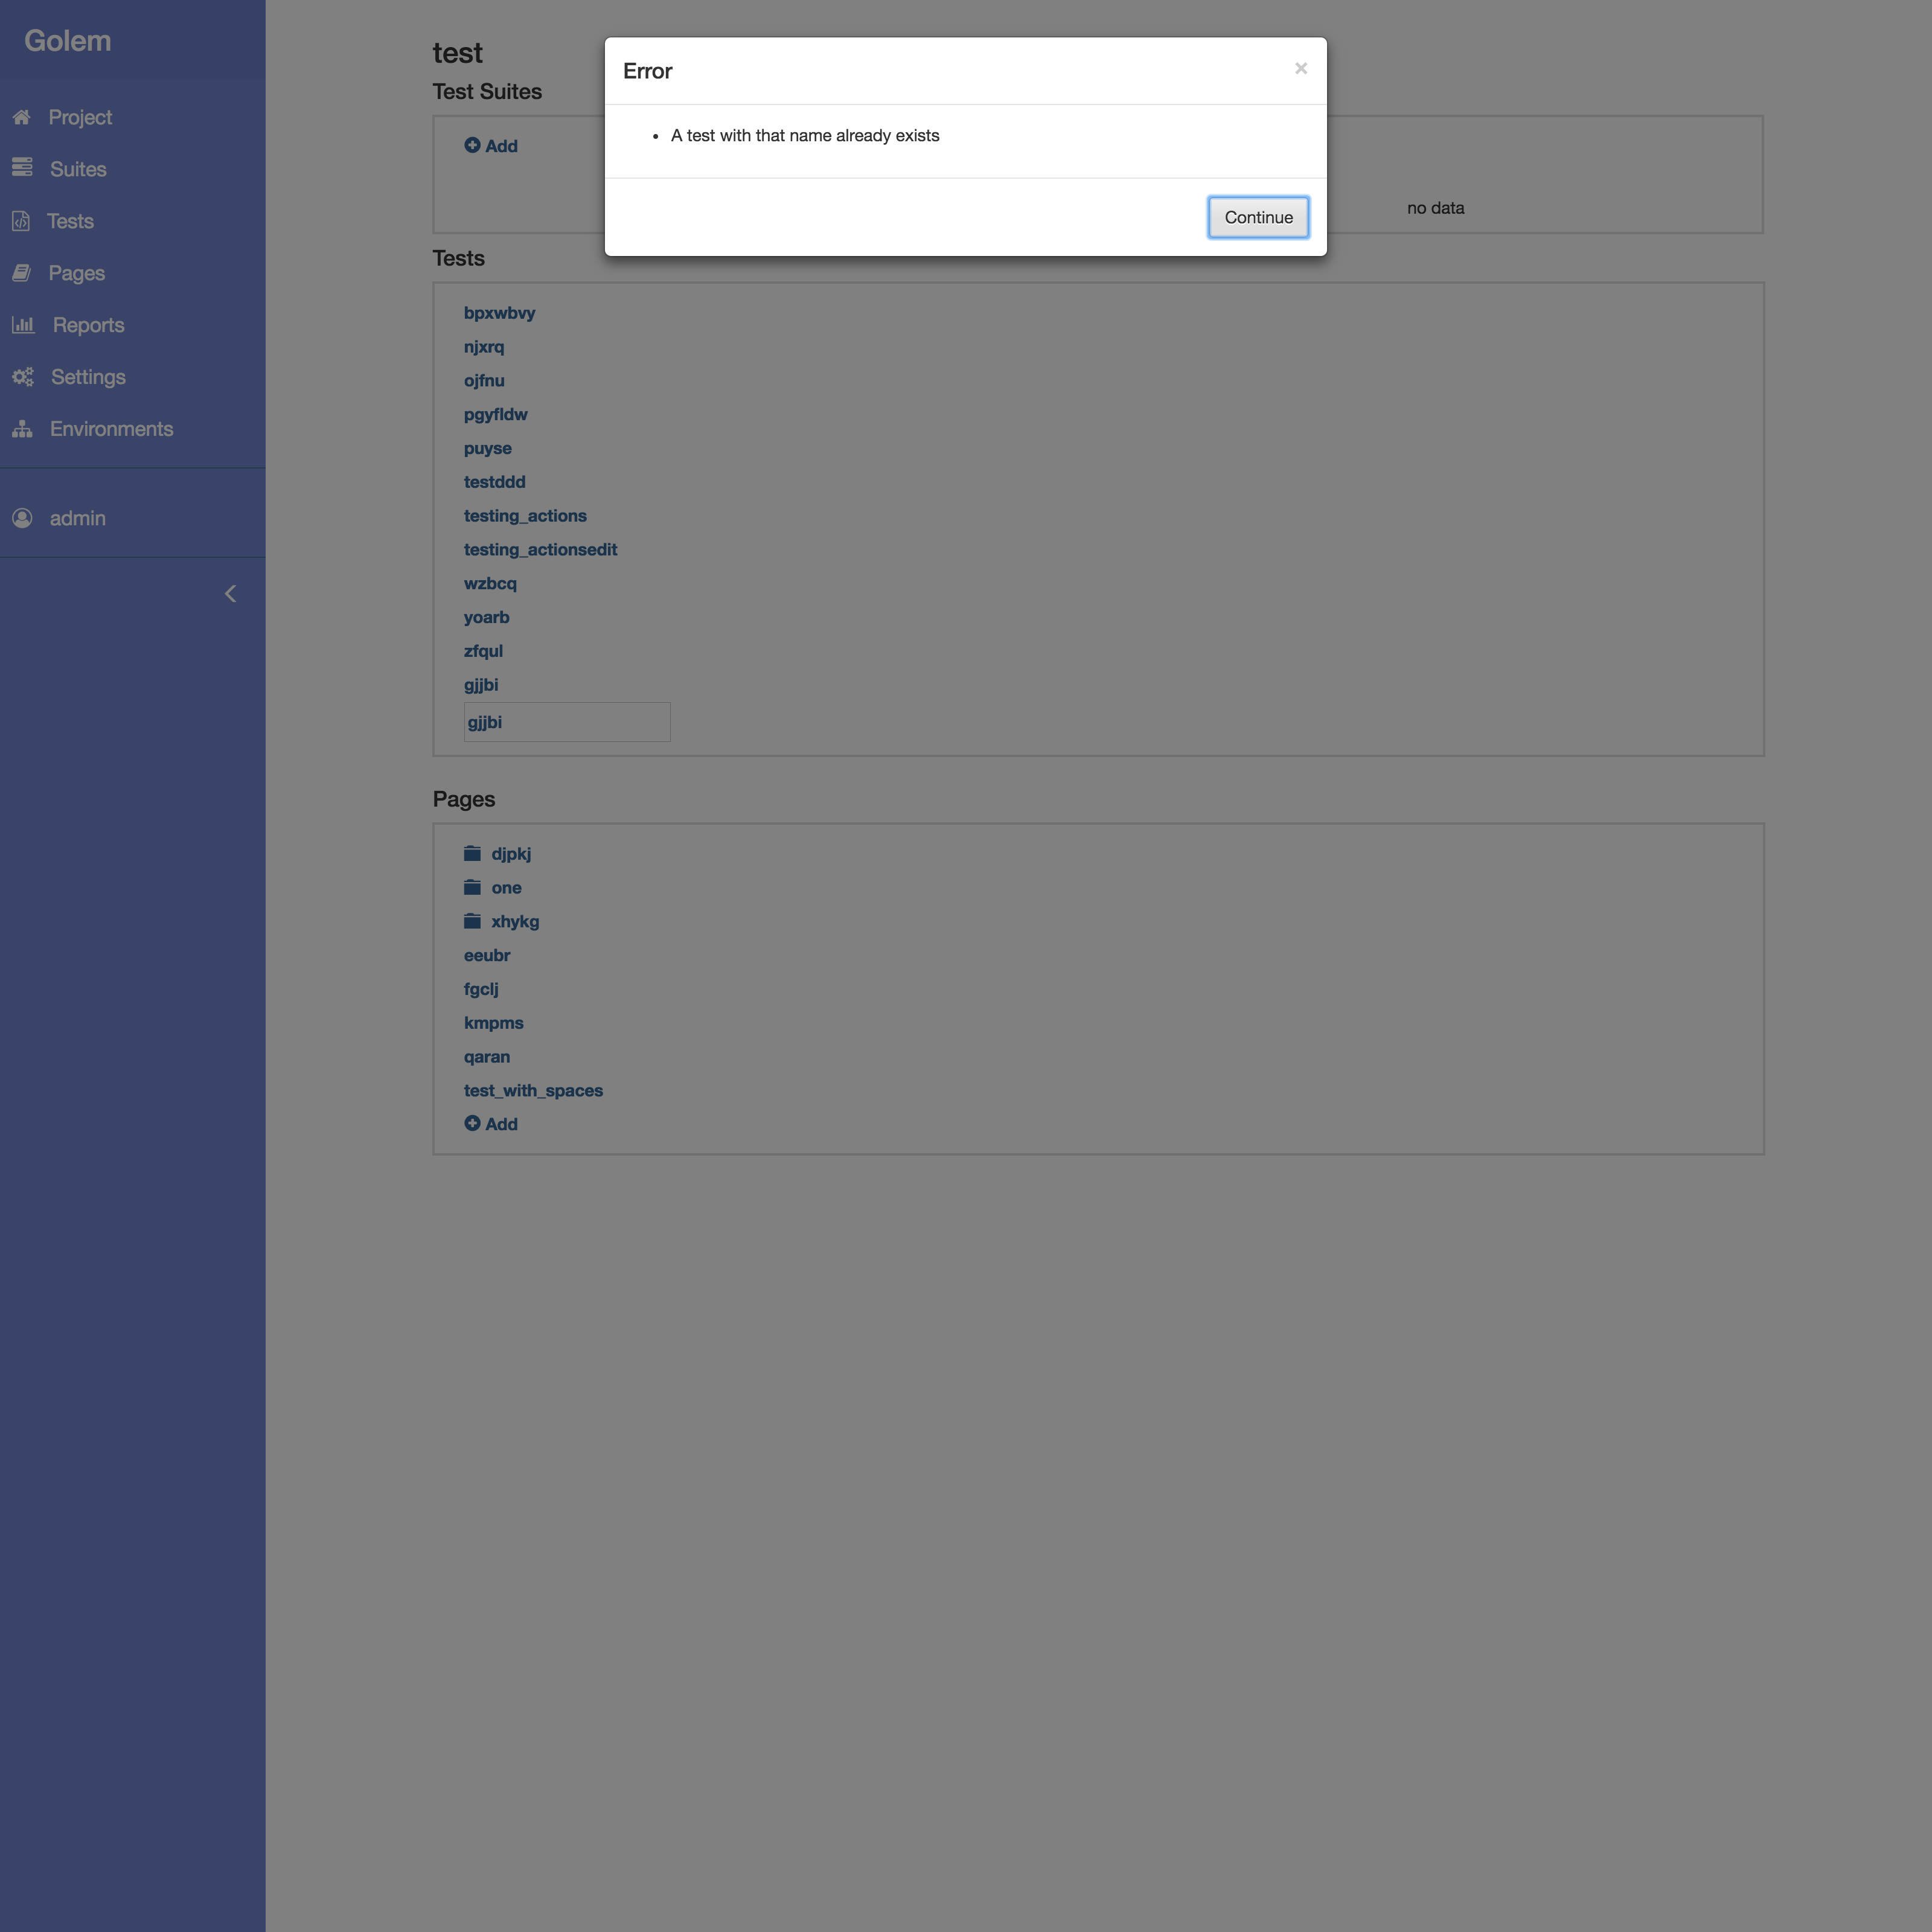 Golem
Project
Suites
Tests
Pages
Reports
Settings
Environments
admin
test
Test Suites
Add
no data
Error
×
A test with that name already exists
Continue
Tests
bpxwbvy
njxrq
ojfnu
pgyfldw
puyse
testddd
testing_actions
testing_actionsedit
wzbcq
yoarb
zfqul
gjjbi
gjjbi
Pages
djpkj
one
xhykg
eeubr
fgclj
kmpms
qaran
test_with_spaces
Add